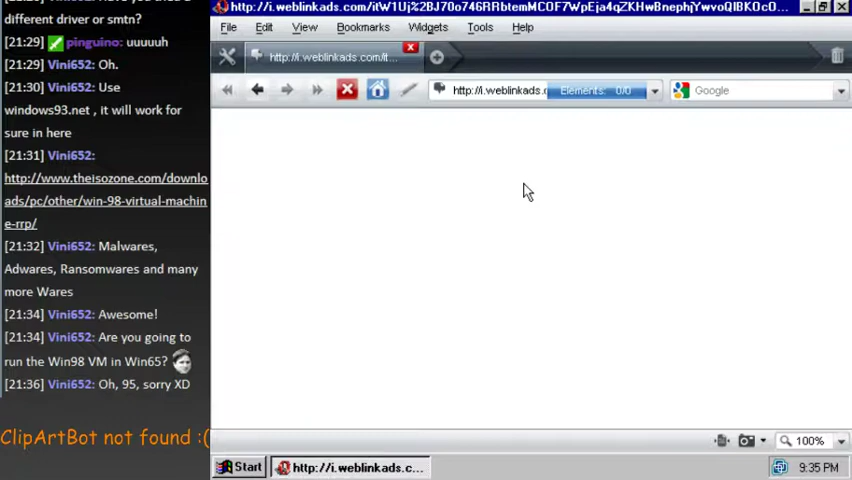 different driver or smtn?
[21:29] pinguino: uuuuuh
[21:29] Vini652: Oh.
[21:30] Vini652: Use
windows93.net , it will work for
sure in here
[21:31] Vini652:
http://www.theisozone.com/downlo
ads/pc/other/win-98-virtual-machin
e-rrp/
[21:32] Vini652: Malwares,
Adwares, Ransomwares and many
more Wares
[21:34] Vini652: Awesome!
[21:34] Vini652: Are you going to
run the Win98 VM in Win65?
[21:36] Vini652: Oh, 95, sorry XD
ClipArtBot not found :(
File Edit View Bookmarks Widgets Tools Help
http://i.weblinkads.com/it...
http://i.weblinkads.c Elements: 0/0 Google
100%
Start http://i.weblinkads.c... 9:35 PM